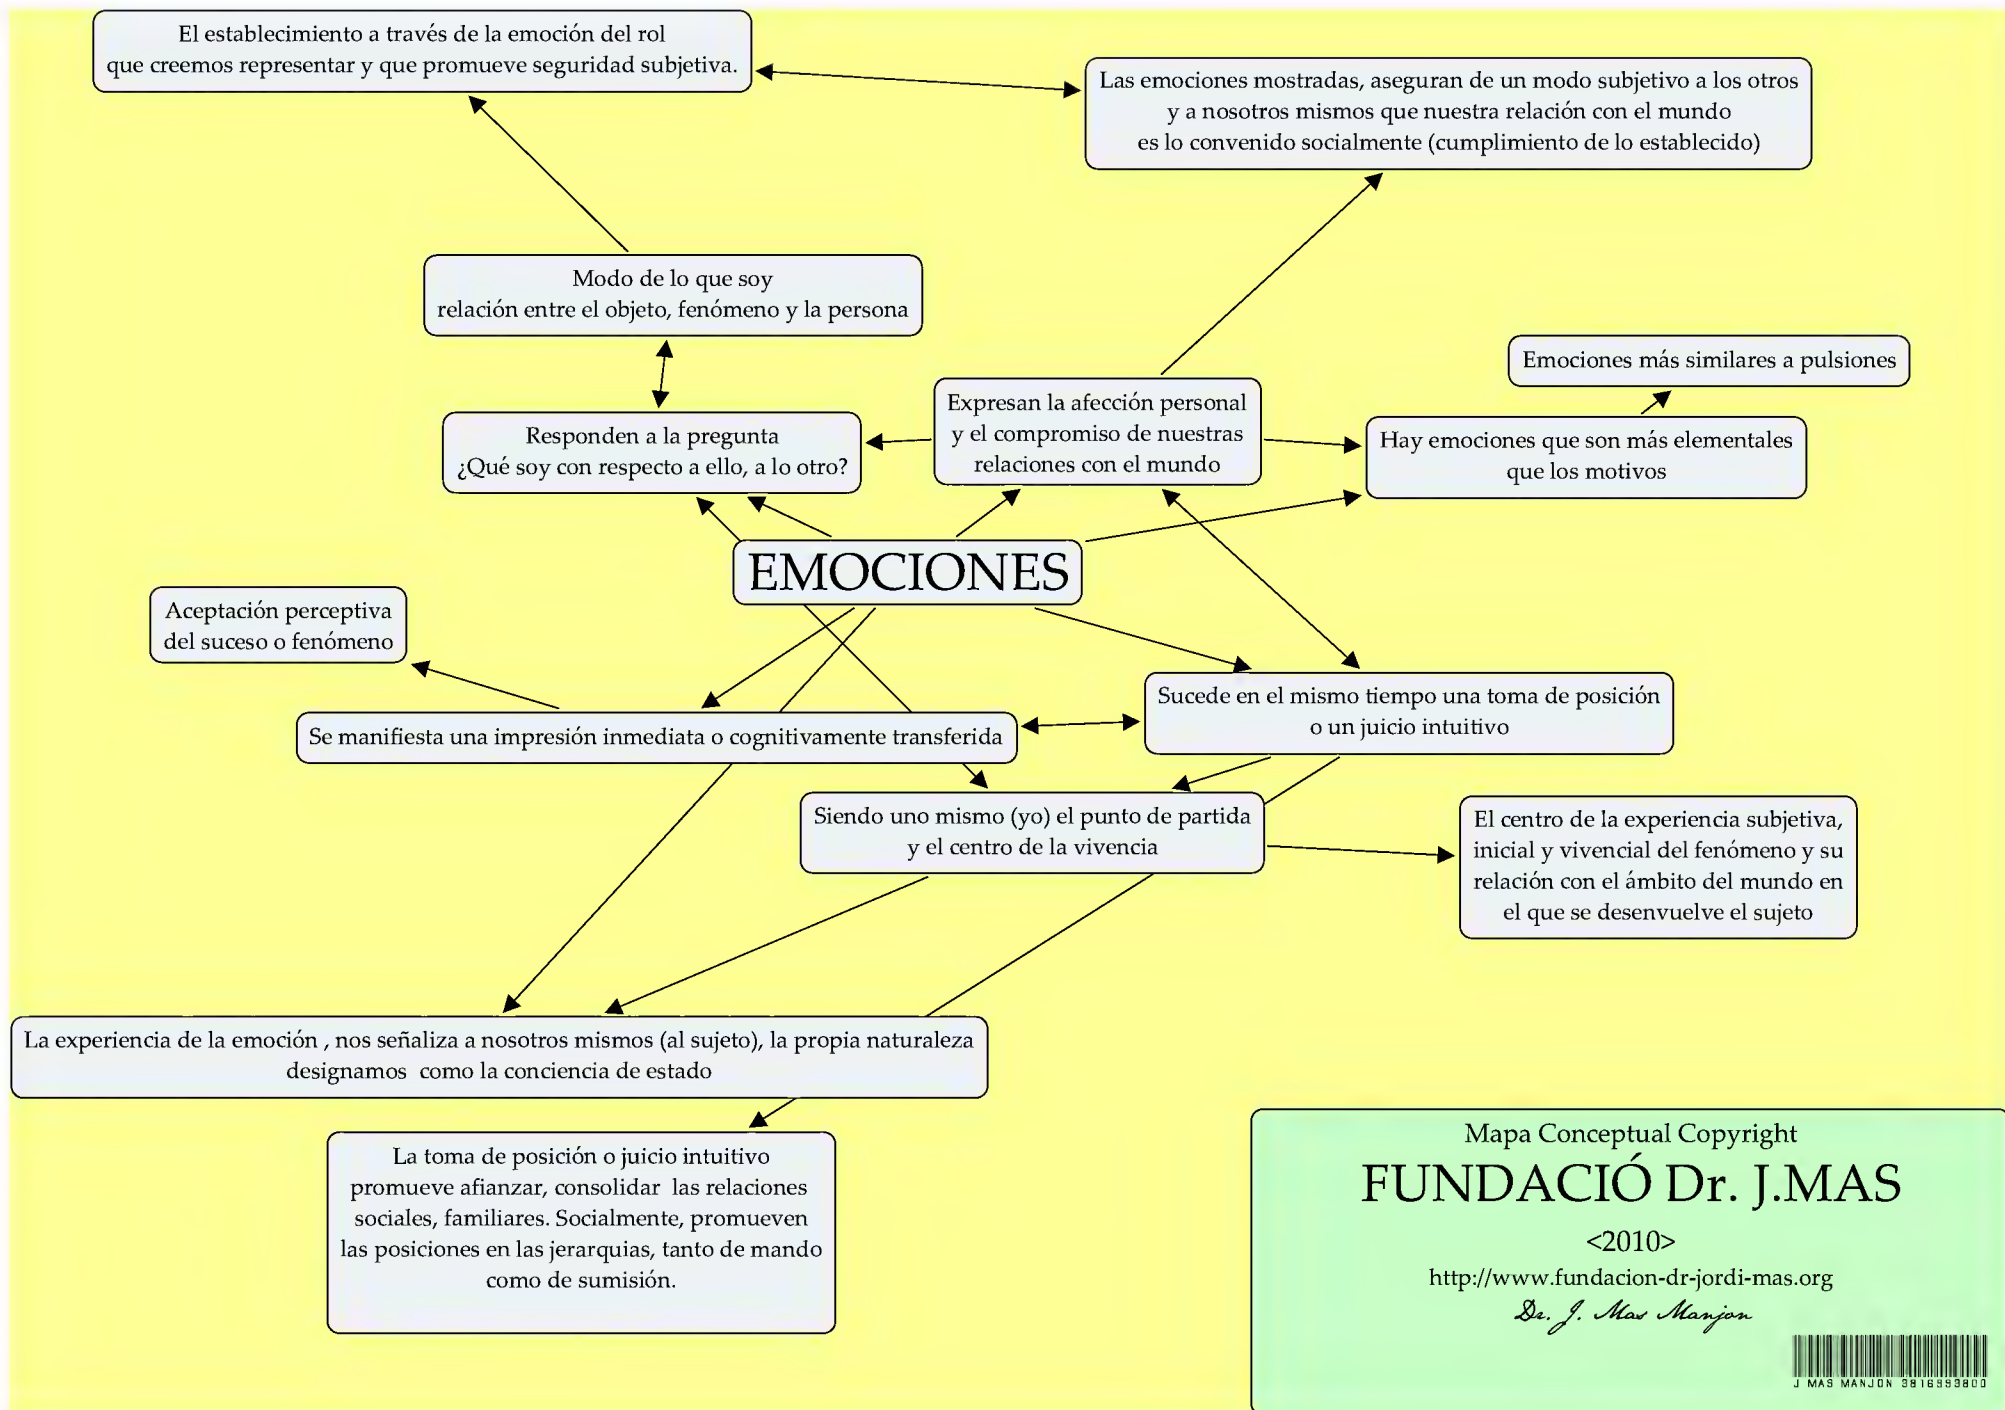 El establecimiento a través de la emoción del rol
que creemos representar y que promueve seguridad subjetiva.
Las emociones mostradas, aseguran de un modo subjetivo a los otros
y a nosotros mismos que nuestra relación con el mundo
es lo convenido socialmente (cumplimiento de lo establecido)
Modo de lo que soy
relación entre el objeto, fenómeno y la persona
Emociones más similares a pulsiones
Expresan la afección personal
y el compromiso de nuestras
relaciones con el mundo
Responden a la pregunta
¿Qué soy con respecto a ello, a lo otro?
Hay emociones que son más elementales
que los motivos
EMOCIONES
Aceptación perceptiva
del suceso o fenómeno
Sucede en el mismo tiempo una toma de posición
o un juicio intuitivo
Se manifiesta una impresión inmediata o cognitivamente transferida
Siendo uno mismo (yo) el punto de partida
y el centro de la vivencia
El centro de la experiencia subjetiva,
inicial y vivencial del fenómeno y su
relación con el ámbito del mundo en
el que se desenvuelve el sujeto
La experiencia de la emoción , nos señaliza a nosotros mismos (al sujeto), la propia naturaleza
designamos  como la conciencia de estado
La toma de posición o juicio intuitivo
promueve afianzar, consolidar  las relaciones
sociales, familiares. Socialmente, promueven
las posiciones en las jerarquias, tanto de mando
como de sumisión.
Mapa Conceptual Copyright
FUNDACIÓ Dr. J.MAS
<2010>
http://www.fundacion-dr-jordi-mas.org
Dr. J. Mas Manjon
J MAS MANJON